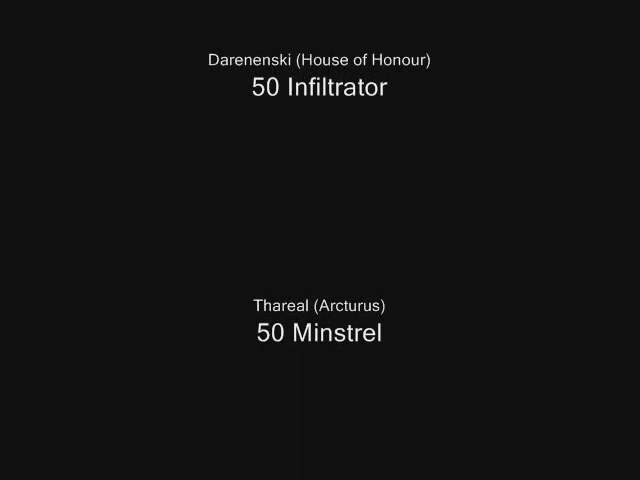 Darenenski (House of Honour)
50 Infiltrator
Thareal (Arcturus)
50 Minstrel